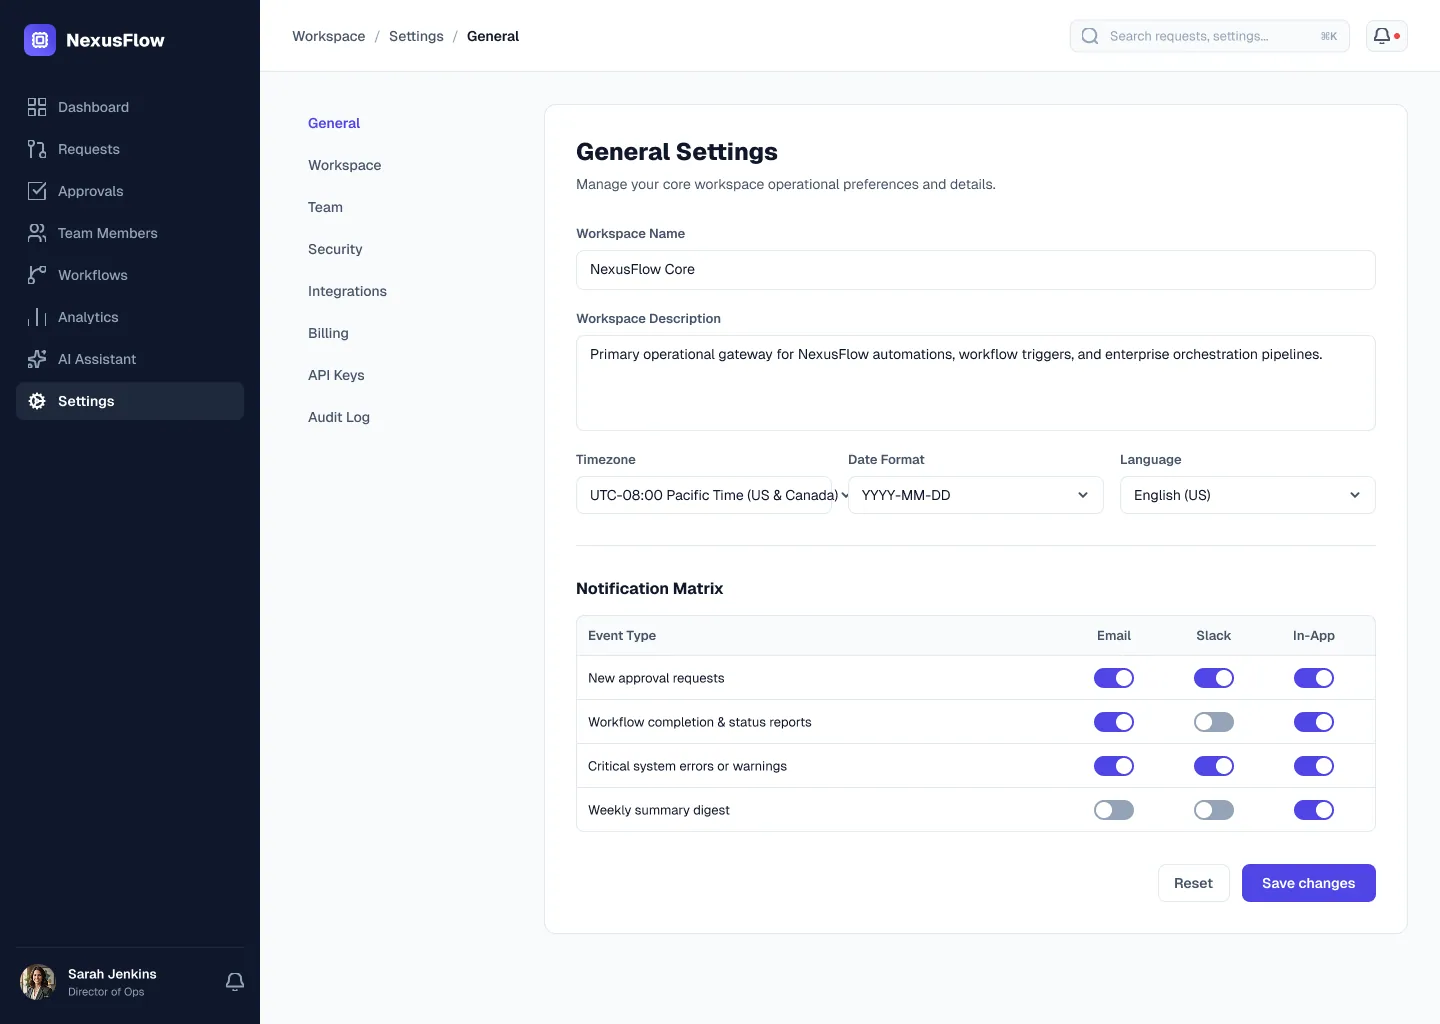 NexusFlow
Dashboard
Requests
Approvals
Team Members
Workflows
Analytics
AI Assistant
Settings
Sarah Jenkins
Director of Ops
Workspace / Settings / General
Search requests, settings... ⌘K
General
Workspace
Team
Security
Integrations
Billing
API Keys
Audit Log
General Settings
Manage your core workspace operational preferences and details.
Workspace Name
NexusFlow Core
Workspace Description
Primary operational gateway for NexusFlow automations, workflow triggers, and enterprise orchestration pipelines.
Timezone Date Format Language
UTC-08:00 Pacific Time (US & Canada) YYYY-MM-DD English (US)
Notification Matrix
Event Type Email Slack In-App
New approval requests
Workflow completion & status reports
Critical system errors or warnings
Weekly summary digest
Reset Save changes